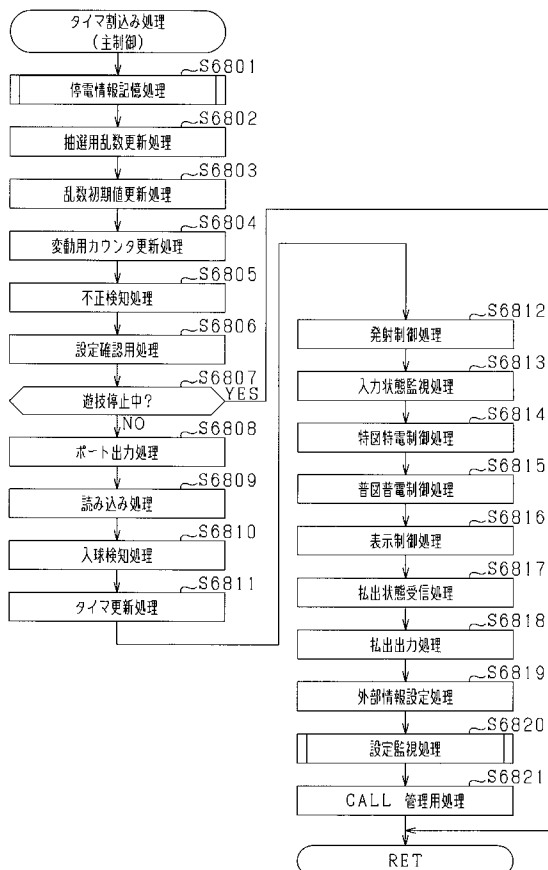 タイマ割込み処理
(主制御)
S6801
停電情報記憶処理
S6802
抽選用乱数更新処理
S6803
乱数初期値更新処理
S6804
変動用カウンタ更新処理
S6805
不正検知処理
S6806
設定確認用処理
S6807
遊技停止中?
YES
NO
S6808
ポート出力処理
S6809
読み込み処理
S6810
入球検知処理
S6811
タイマ更新処理
S6812
発射制御処理
S6813
入力状態監視処理
S6814
特図特電制御処理
S6815
普図普電制御処理
S6816
表示制御処理
S6817
払出状態受信処理
S6818
払出出力処理
S6819
外部情報設定処理
S6820
設定監視処理
S6821
CALL 管理用処理
RET